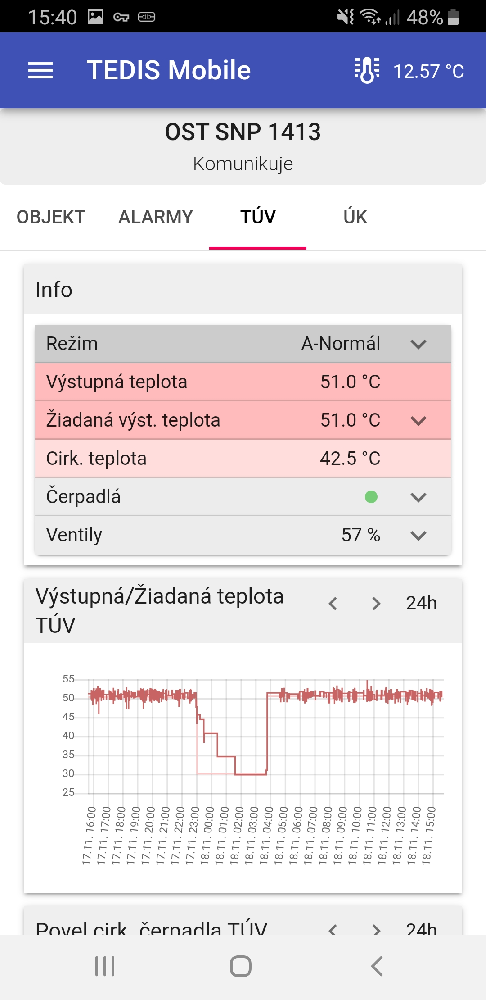 15:40 48%
TEDIS Mobile 12.57 °C
OST SNP 1413
Komunikuje
OBJEKT ALARMY TÚV ÚK
Info
Režim A-Normál
Výstupná teplota 51.0 °C
Žiadaná výst. teplota 51.0 °C
Cirk. teplota 42.5 °C
Čerpadlá
Ventily 57 %
Výstupná/Žiadaná teplota 24h
TÚV
55
50
45
40
35
30
25
17.11. 16:00
17.11. 17:00
17.11. 18:00
17.11. 19:00
17.11. 20:00
17.11. 21:00
17.11. 22:00
17.11. 23:00
18.11. 00:00
18.11. 01:00
18.11. 02:00
18.11. 03:00
18.11. 04:00
18.11. 05:00
18.11. 06:00
18.11. 07:00
18.11. 08:00
18.11. 09:00
18.11. 10:00
18.11. 11:00
18.11. 12:00
18.11. 13:00
18.11. 14:00
18.11. 15:00
Povel cirk. čerpadla TÚV 24h